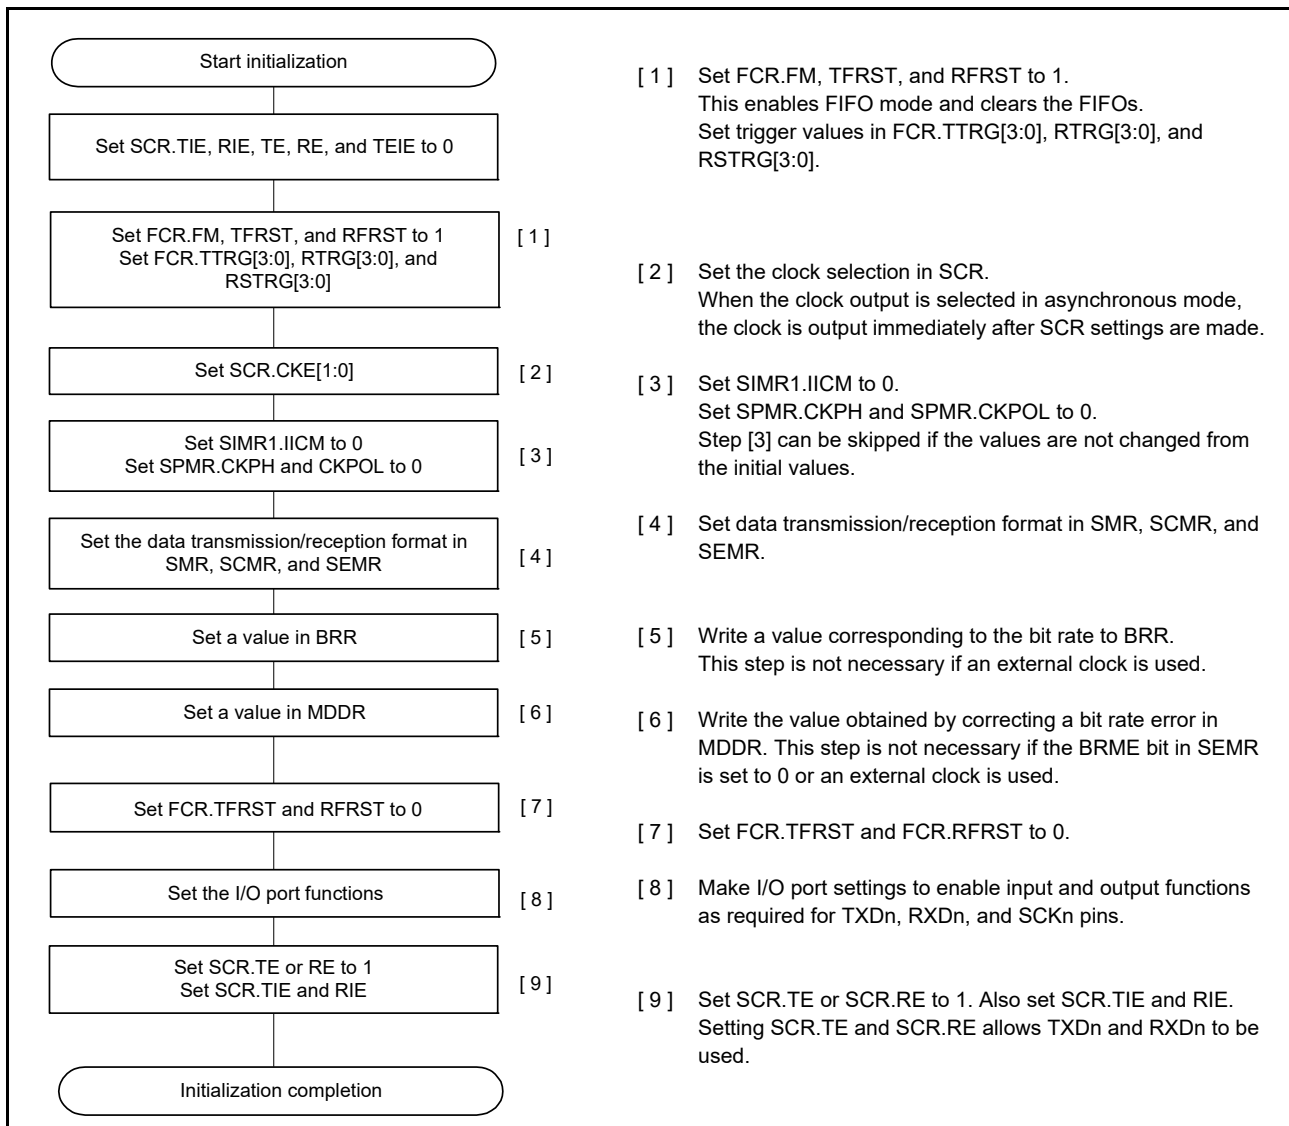 Start initialization
Set SCR.TIE, RIE, TE, RE, and TEIE to 0
Set FCR.FM, TFRST, and RFRST to 1
Set FCR.TTRG[3:0], RTRG[3:0], and
RSTRG[3:0]
[ 1 ]
Set SCR.CKE[1:0]
[ 2 ]
Set SIMR1.IICM to 0
Set SPMR.CKPH and CKPOL to 0
[ 3 ]
Set the data transmission/reception format in
SMR, SCMR, and SEMR
[ 4 ]
Set a value in BRR
[ 5 ]
Set a value in MDDR
[ 6 ]
Set FCR.TFRST and RFRST to 0
[ 7 ]
Set the I/O port functions
[ 8 ]
Set SCR.TE or RE to 1
Set SCR.TIE and RIE
[ 9 ]
Initialization completion
[ 1 ] Set FCR.FM, TFRST, and RFRST to 1.
This enables FIFO mode and clears the FIFOs.
Set trigger values in FCR.TTRG[3:0], RTRG[3:0], and
RSTRG[3:0].
[ 2 ] Set the clock selection in SCR.
When the clock output is selected in asynchronous mode,
the clock is output immediately after SCR settings are made.
[ 3 ] Set SIMR1.IICM to 0.
Set SPMR.CKPH and SPMR.CKPOL to 0.
Step [3] can be skipped if the values are not changed from
the initial values.
[ 4 ] Set data transmission/reception format in SMR, SCMR, and
SEMR.
[ 5 ] Write a value corresponding to the bit rate to BRR.
This step is not necessary if an external clock is used.
[ 6 ] Write the value obtained by correcting a bit rate error in
MDDR. This step is not necessary if the BRME bit in SEMR
is set to 0 or an external clock is used.
[ 7 ] Set FCR.TFRST and FCR.RFRST to 0.
[ 8 ] Make I/O port settings to enable input and output functions
as required for TXDn, RXDn, and SCKn pins.
[ 9 ] Set SCR.TE or SCR.RE to 1. Also set SCR.TIE and RIE.
Setting SCR.TE and SCR.RE allows TXDn and RXDn to be
used.